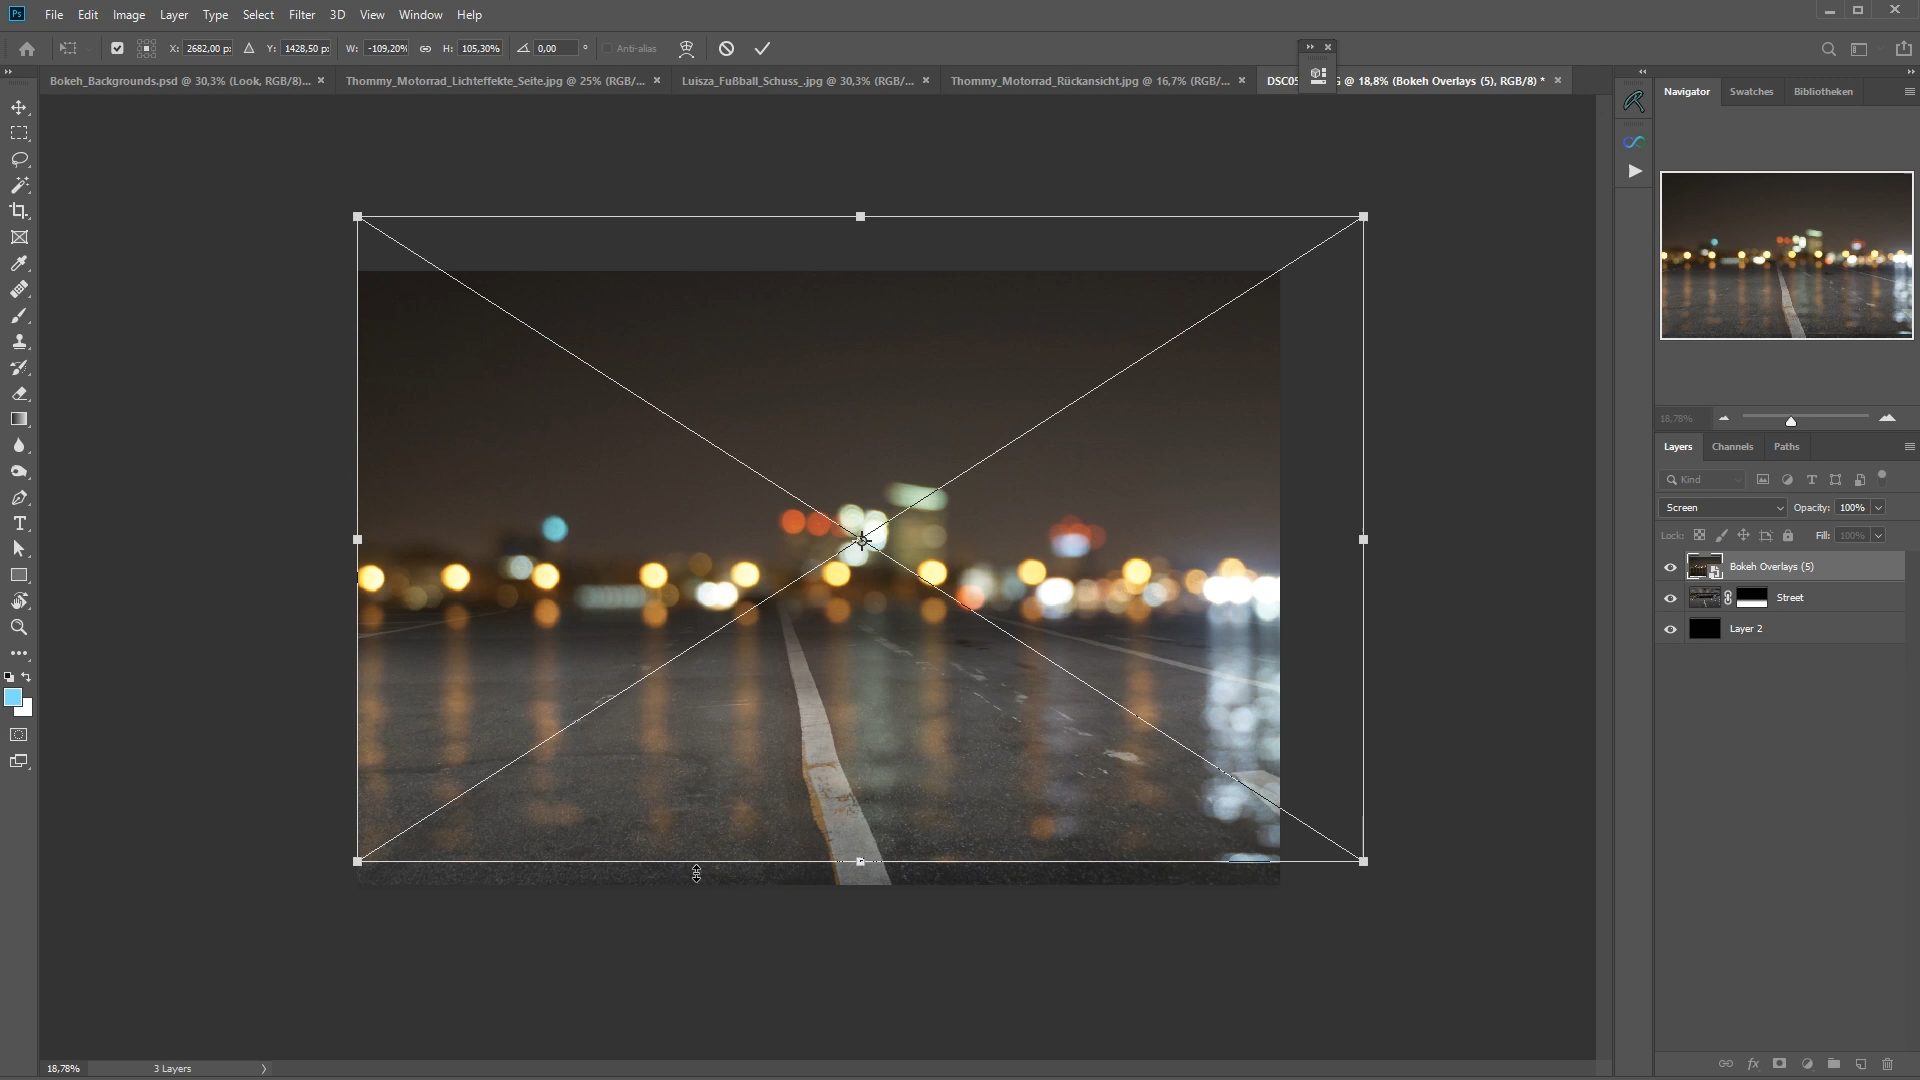 Ps File Edit Image Layer Type Select Filter 3D View Window Help
X: 2682,00 p: Y: 1428,50 p: W: -109,20% H: 105,30% 0,00 ° Anti-alias
Bokeh_Backgrounds.psd @ 30,3% (Look, RGB/8)... × Thommy_Motorrad_Lichteffekte_Seite.jpg @ 25% (RGB/... × Luisza_Fußball_Schuss_.jpg @ 30,3% (RGB/... × Thommy_Motorrad_Rückansicht.jpg @ 16,7% (RGB/... × DSC05 G @ 18,8% (Bokeh Overlays (5), RGB/8) * ×
Navigator Swatches Bibliotheken
18,78%
Layers Channels Paths
Kind
Screen Opacity: 100%
Lock: Fill: 100%
Bokeh Overlays (5)
Street
Layer 2
18,78% 3 Layers
fx